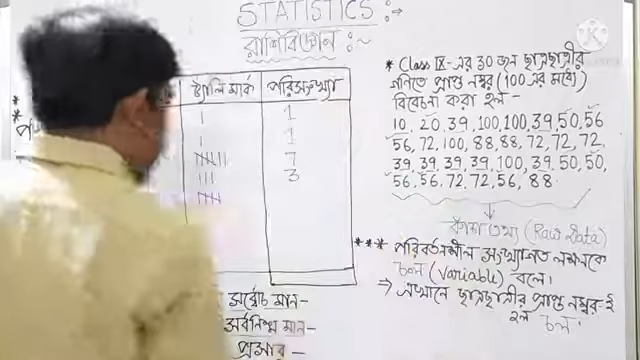 STATISTICS :→
রাশিবিজ্ঞান :~
ট্যালি মার্ক পরিসংখ্যা
1
1
7
3
* Class IX-এর 30 জন ছাত্রছাত্রীর
গণিতে প্রাপ্ত নম্বর (100 এর মধ্যে)
বিবেচনা করা হল -
10, 20, 39, 100, 100, 39, 50, 56
56, 72, 100, 88, 88, 72, 72, 72,
39, 39, 39, 39, 100, 39, 50, 50,
56, 56, 72, 72, 56, 88.
তথ্য (Raw Data)
*** পরিবর্তনশীল সংখ্যাগত লক্ষণকে
চল (Variable) বলে।
⇒ এখানে ছাত্রছাত্রীর প্রাপ্ত নম্বর-ই
হল চল।
সর্বোচ্চ মান-
সর্বনিম্ন মান-
প্রসার -